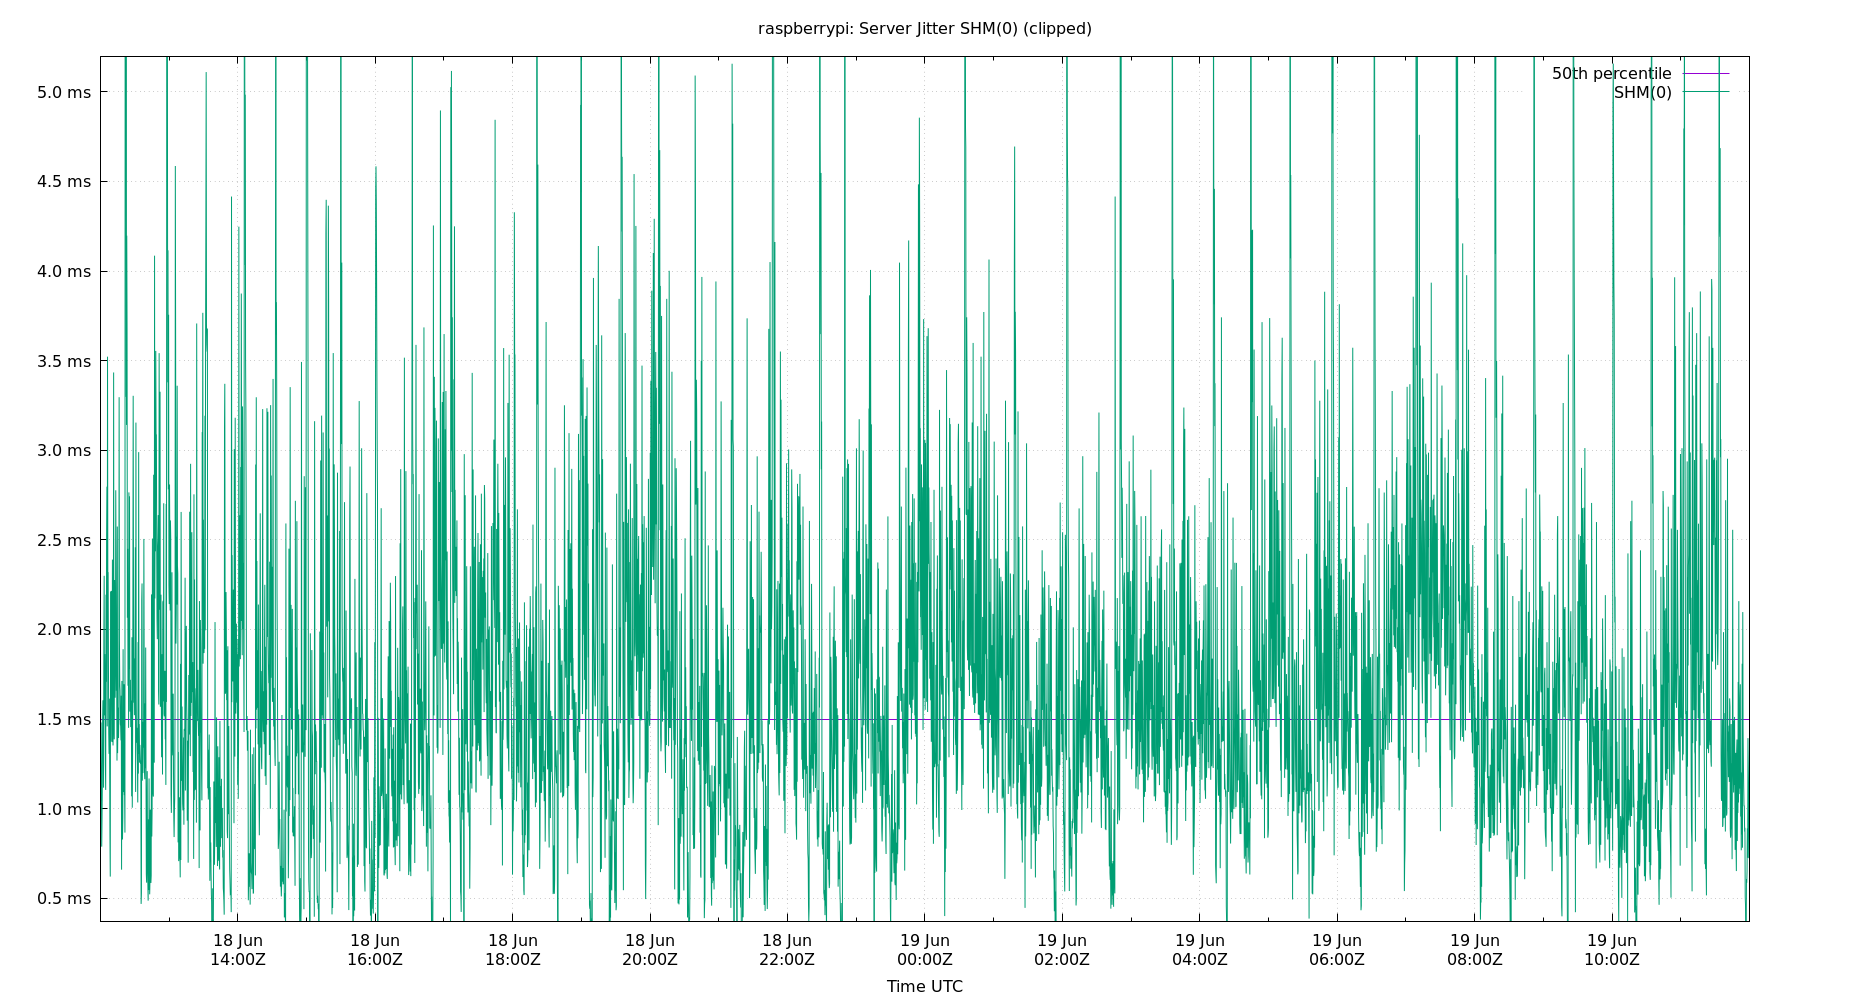 raspberrypi: Server Jitter SHM(0) (clipped)
50th percentile
SHM(0)
5.0 ms
4.5 ms
4.0 ms
3.5 ms
3.0 ms
2.5 ms
2.0 ms
1.5 ms
1.0 ms
0.5 ms
18 Jun 18 Jun 18 Jun 18 Jun 18 Jun 19 Jun 19 Jun 19 Jun 19 Jun 19 Jun 19 Jun
14:00Z 16:00Z 18:00Z 20:00Z 22:00Z 00:00Z 02:00Z 04:00Z 06:00Z 08:00Z 10:00Z
Time UTC